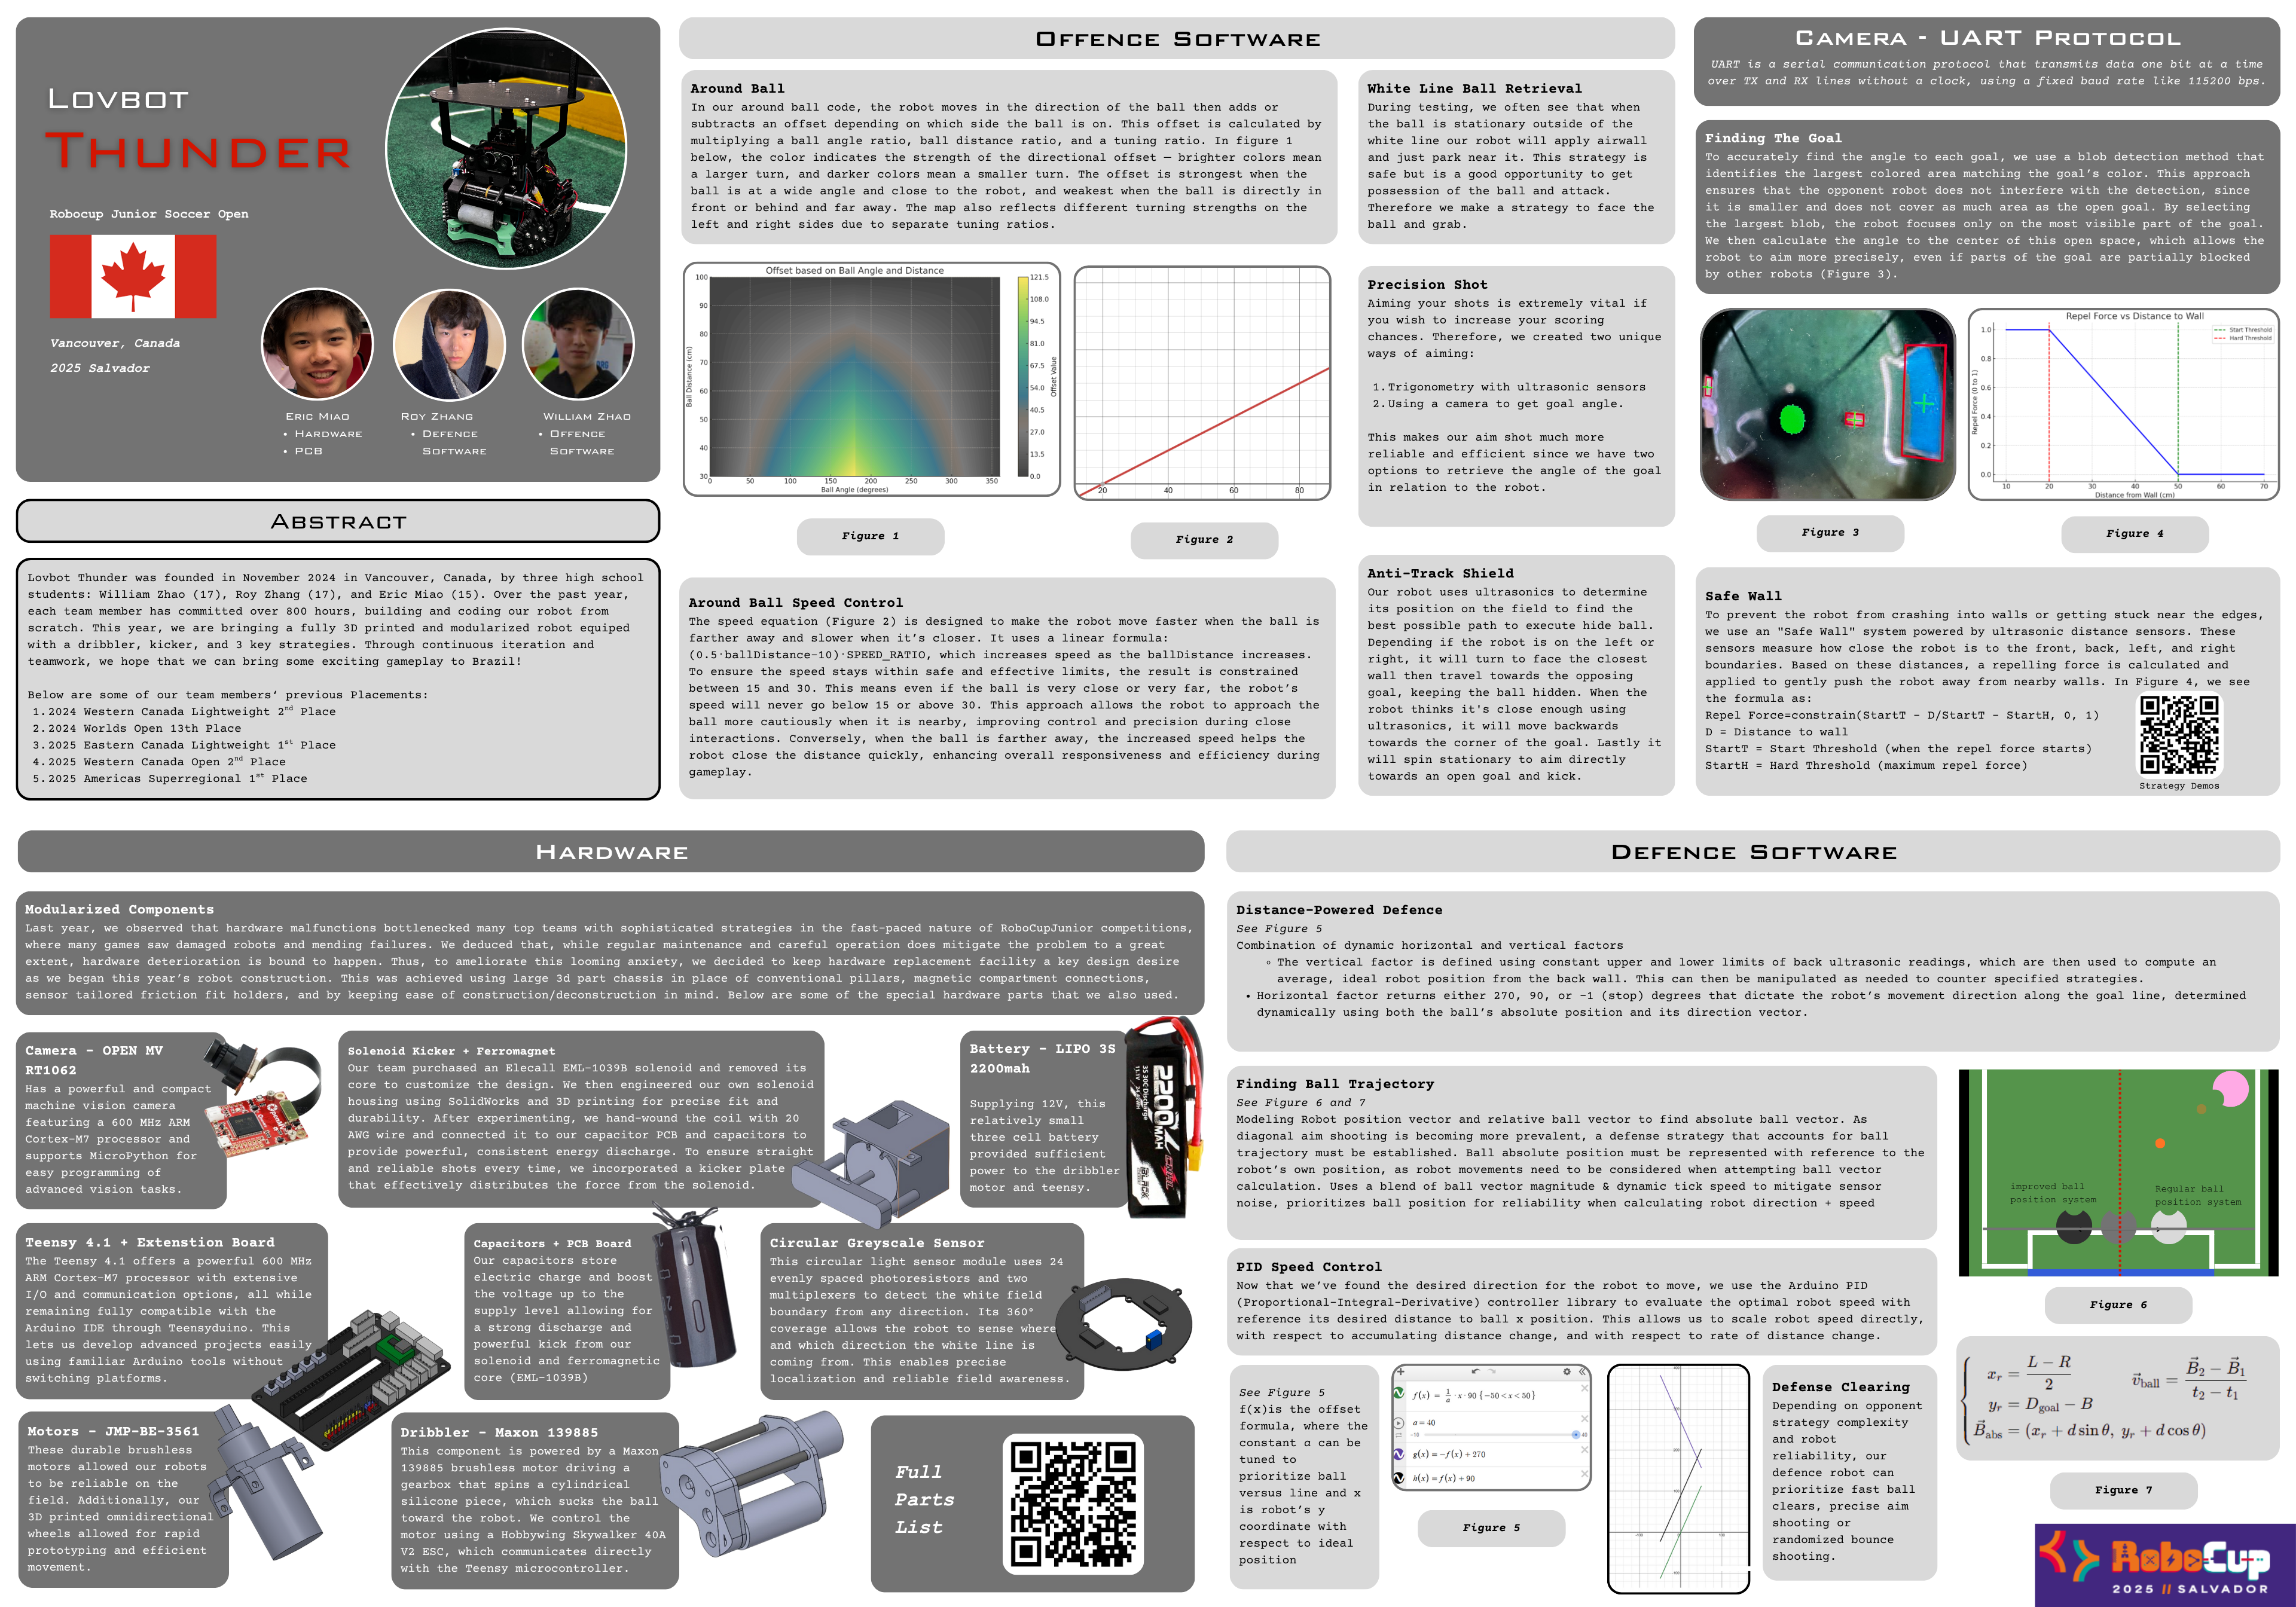 LOVBOT
THUNDER
Robocup Junior Soccer Open
Vancouver, Canada
2025 Salvador
ERIC MIAO
• HARDWARE
• PCB
ROY ZHANG
• DEFENCE
SOFTWARE
WILLIAM ZHAO
• OFFENCE
SOFTWARE
ABSTRACT
Lovbot Thunder was founded in November 2024 in Vancouver, Canada, by three high school
students: William Zhao (17), Roy Zhang (17), and Eric Miao (15). Over the past year,
each team member has committed over 800 hours, building and coding our robot from
scratch. This year, we are bringing a fully 3D printed and modularized robot equiped
with a dribbler, kicker, and 3 key strategies. Through continuous iteration and
teamwork, we hope that we can bring some exciting gameplay to Brazil!
Below are some of our team members‘ previous Placements:
1.2024 Western Canada Lightweight 2nd Place
2.2024 Worlds Open 13th Place
3.2025 Eastern Canada Lightweight 1st Place
4.2025 Western Canada Open 2nd Place
5.2025 Americas Superregional 1st Place
OFFENCE SOFTWARE
Around Ball
In our around ball code, the robot moves in the direction of the ball then adds or
subtracts an offset depending on which side the ball is on. This offset is calculated by
multiplying a ball angle ratio, ball distance ratio, and a tuning ratio. In figure 1
below, the color indicates the strength of the directional offset — brighter colors mean
a larger turn, and darker colors mean a smaller turn. The offset is strongest when the
ball is at a wide angle and close to the robot, and weakest when the ball is directly in
front or behind and far away. The map also reflects different turning strengths on the
left and right sides due to separate tuning ratios.
Offset based on Ball Angle and Distance
Ball Distance (cm)
100
90
80
70
60
50
40
30
0 50 100 150 200 250 300 350
Ball Angle (degrees)
121.5
108.0
94.5
81.0
67.5
54.0
40.5
27.0
13.5
0.0
Offset Value
20 40 60 80
Figure 1
Figure 2
Around Ball Speed Control
The speed equation (Figure 2) is designed to make the robot move faster when the ball is
farther away and slower when it’s closer. It uses a linear formula:
(0.5·ballDistance-10)·SPEED_RATIO, which increases speed as the ballDistance increases.
To ensure the speed stays within safe and effective limits, the result is constrained
between 15 and 30. This means even if the ball is very close or very far, the robot’s
speed will never go below 15 or above 30. This approach allows the robot to approach the
ball more cautiously when it is nearby, improving control and precision during close
interactions. Conversely, when the ball is farther away, the increased speed helps the
robot close the distance quickly, enhancing overall responsiveness and efficiency during
gameplay.
White Line Ball Retrieval
During testing, we often see that when
the ball is stationary outside of the
white line our robot will apply airwall
and just park near it. This strategy is
safe but is a good opportunity to get
possession of the ball and attack.
Therefore we make a strategy to face the
ball and grab.
Precision Shot
Aiming your shots is extremely vital if
you wish to increase your scoring
chances. Therefore, we created two unique
ways of aiming:
1.Trigonometry with ultrasonic sensors
2.Using a camera to get goal angle.
This makes our aim shot much more
reliable and efficient since we have two
options to retrieve the angle of the goal
in relation to the robot.
Anti-Track Shield
Our robot uses ultrasonics to determine
its position on the field to find the
best possible path to execute hide ball.
Depending if the robot is on the left or
right, it will turn to face the closest
wall then travel towards the opposing
goal, keeping the ball hidden. When the
robot thinks it's close enough using
ultrasonics, it will move backwards
towards the corner of the goal. Lastly it
will spin stationary to aim directly
towards an open goal and kick.
CAMERA - UART PROTOCOL
UART is a serial communication protocol that transmits data one bit at a time
over TX and RX lines without a clock, using a fixed baud rate like 115200 bps.
Finding The Goal
To accurately find the angle to each goal, we use a blob detection method that
identifies the largest colored area matching the goal’s color. This approach
ensures that the opponent robot does not interfere with the detection, since
it is smaller and does not cover as much area as the open goal. By selecting
the largest blob, the robot focuses only on the most visible part of the goal.
We then calculate the angle to the center of this open space, which allows the
robot to aim more precisely, even if parts of the goal are partially blocked
by other robots (Figure 3).
Repel Force vs Distance to Wall
Start Threshold
Hard Threshold
Repel Force (0 to 1)
1.0
0.8
0.6
0.4
0.2
0.0
10 20 30 40 50 60 70
Distance from Wall (cm)
Figure 3
Figure 4
Safe Wall
To prevent the robot from crashing into walls or getting stuck near the edges,
we use an "Safe Wall" system powered by ultrasonic distance sensors. These
sensors measure how close the robot is to the front, back, left, and right
boundaries. Based on these distances, a repelling force is calculated and
applied to gently push the robot away from nearby walls. In Figure 4, we see
the formula as:
Repel Force=constrain(StartT - D/StartT - StartH, 0, 1)
D = Distance to wall
StartT = Start Threshold (when the repel force starts)
StartH = Hard Threshold (maximum repel force)
Strategy Demos
HARDWARE
Modularized Components
Last year, we observed that hardware malfunctions bottlenecked many top teams with sophisticated strategies in the fast-paced nature of RoboCupJunior competitions,
where many games saw damaged robots and mending failures. We deduced that, while regular maintenance and careful operation does mitigate the problem to a great
extent, hardware deterioration is bound to happen. Thus, to ameliorate this looming anxiety, we decided to keep hardware replacement facility a key design desire
as we began this year’s robot construction. This was achieved using large 3d part chassis in place of conventional pillars, magnetic compartment connections,
sensor tailored friction fit holders, and by keeping ease of construction/deconstruction in mind. Below are some of the special hardware parts that we also used.
Camera - OPEN MV
RT1062
Has a powerful and compact
machine vision camera
featuring a 600 MHz ARM
Cortex-M7 processor and
supports MicroPython for
easy programming of
advanced vision tasks.
Solenoid Kicker + Ferromagnet
Our team purchased an Elecall EML-1039B solenoid and removed its
core to customize the design. We then engineered our own solenoid
housing using SolidWorks and 3D printing for precise fit and
durability. After experimenting, we hand-wound the coil with 20
AWG wire and connected it to our capacitor PCB and capacitors to
provide powerful, consistent energy discharge. To ensure straight
and reliable shots every time, we incorporated a kicker plate
that effectively distributes the force from the solenoid.
Battery - LIPO 3S
2200mah
Supplying 12V, this
relatively small
three cell battery
provided sufficient
power to the dribbler
motor and teensy.
2200
MAH
BLACK
Teensy 4.1 + Extenstion Board
The Teensy 4.1 offers a powerful 600 MHz
ARM Cortex-M7 processor with extensive
I/O and communication options, all while
remaining fully compatible with the
Arduino IDE through Teensyduino. This
lets us develop advanced projects easily
using familiar Arduino tools without
switching platforms.
Capacitors + PCB Board
Our capacitors store
electric charge and boost
the voltage up to the
supply level allowing for
a strong discharge and
powerful kick from our
solenoid and ferromagnetic
core (EML-1039B)
Circular Greyscale Sensor
This circular light sensor module uses 24
evenly spaced photoresistors and two
multiplexers to detect the white field
boundary from any direction. Its 360°
coverage allows the robot to sense where
and which direction the white line is
coming from. This enables precise
localization and reliable field awareness.
Motors - JMP-BE-3561
These durable brushless
motors allowed our robots
to be reliable on the
field. Additionally, our
3D printed omnidirectional
wheels allowed for rapid
prototyping and efficient
movement.
Dribbler - Maxon 139885
This component is powered by a Maxon
139885 brushless motor driving a
gearbox that spins a cylindrical
silicone piece, which sucks the ball
toward the robot. We control the
motor using a Hobbywing Skywalker 40A
V2 ESC, which communicates directly
with the Teensy microcontroller.
Full
Parts
List
DEFENCE SOFTWARE
Distance-Powered Defence
See Figure 5
Combination of dynamic horizontal and vertical factors
◦ The vertical factor is defined using constant upper and lower limits of back ultrasonic readings, which are then used to compute an
average, ideal robot position from the back wall. This can then be manipulated as needed to counter specified strategies.
• Horizontal factor returns either 270, 90, or -1 (stop) degrees that dictate the robot’s movement direction along the goal line, determined
dynamically using both the ball’s absolute position and its direction vector.
Finding Ball Trajectory
See Figure 6 and 7
Modeling Robot position vector and relative ball vector to find absolute ball vector. As
diagonal aim shooting is becoming more prevalent, a defense strategy that accounts for ball
trajectory must be established. Ball absolute position must be represented with reference to the
robot’s own position, as robot movements need to be considered when attempting ball vector
calculation. Uses a blend of ball vector magnitude & dynamic tick speed to mitigate sensor
noise, prioritizes ball position for reliability when calculating robot direction + speed
improved ball
position system
Regular ball
position system
Figure 6
PID Speed Control
Now that we’ve found the desired direction for the robot to move, we use the Arduino PID
(Proportional-Integral-Derivative) controller library to evaluate the optimal robot speed with
reference its desired distance to ball x position. This allows us to scale robot speed directly,
with respect to accumulating distance change, and with respect to rate of distance change.
See Figure 5
f(x)is the offset
formula, where the
constant a can be
tuned to
prioritize ball
versus line and x
is robot’s y
coordinate with
respect to ideal
position
f(x) = 1/a · x · 90 {-50 < x < 50}
a = 40
g(x) = -f(x) + 270
h(x) = f(x) + 90
Figure 5
Defense Clearing
Depending on opponent
strategy complexity
and robot
reliability, our
defence robot can
prioritize fast ball
clears, precise aim
shooting or
randomized bounce
shooting.
x_r = (L − R)/2 v⃗_ball = (B⃗_2 − B⃗_1)/(t_2 − t_1)
y_r = D_goal − B
B⃗_abs = (x_r + d sin θ, y_r + d cos θ)
Figure 7
ROBOCUP
2025 // SALVADOR